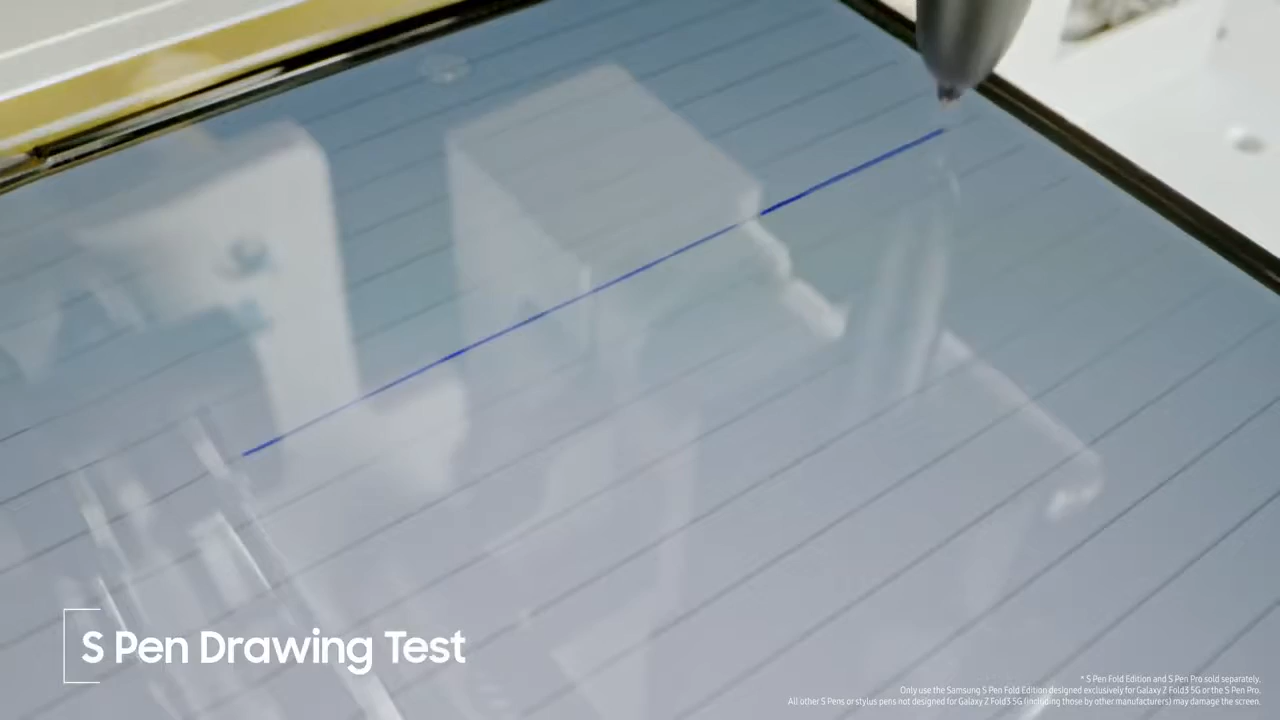 S Pen Drawing Test
* S Pen Fold Edition and S Pen Pro sold separately.
Only use the Samsung S Pen Fold Edition designed exclusively for Galaxy Z Fold3 5G or the S Pen Pro.
All other S Pens or stylus pens not designed for Galaxy Z Fold3 5G (including those by other manufacturers) may damage the screen.